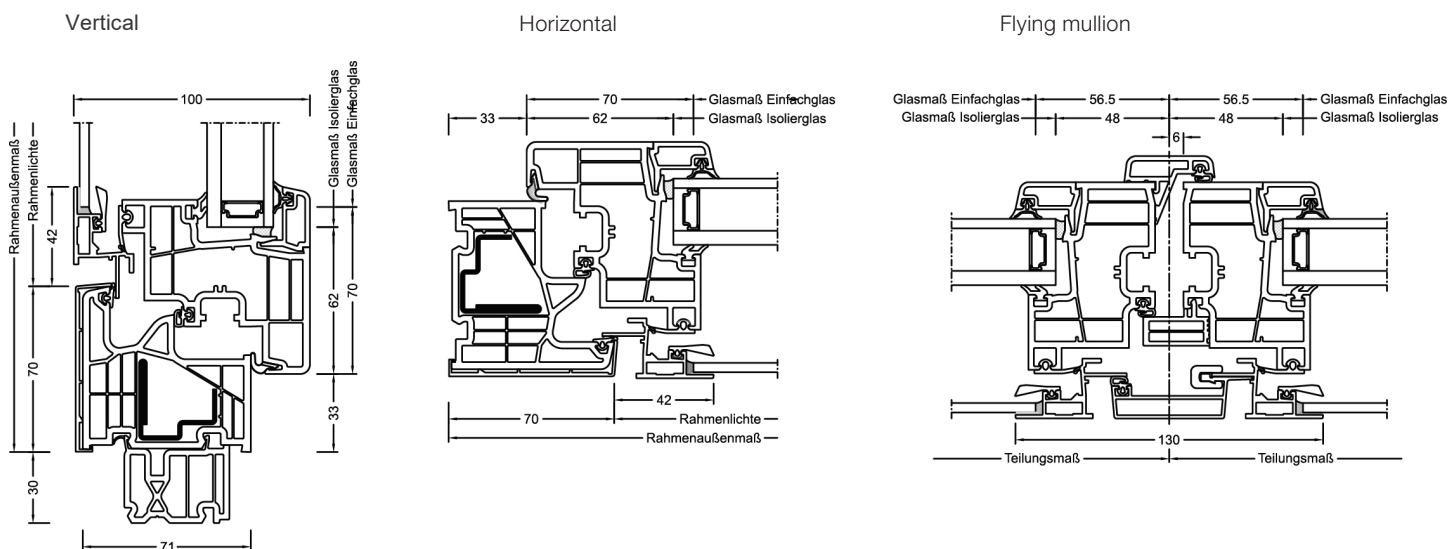 Vertical
Horizontal
Flying mullion
100
Rahmenaußenmaß
Rahmenlichte
42
70
30
71
Glasmaß Isolierglas
Glasmaß Einfachglas
62
70
33
70
Glasmaß Einfachglas
33
62
Glasmaß Isolierglas
42
70
Rahmenlichte
Rahmenaußenmaß
Glasmaß Einfachglas
56.5
56.5
Glasmaß Einfachglas
Glasmaß Isolierglas
48
48
Glasmaß Isolierglas
6
130
Teilungsmaß
Teilungsmaß